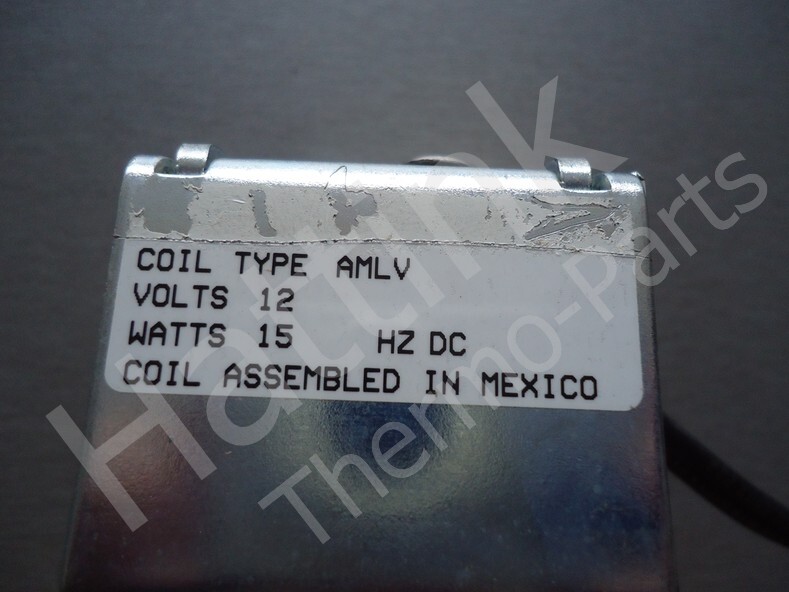 COIL TYPE AMLV
VOLTS 12
WATTS 15 HZ DC
COIL ASSEMBLED IN MEXICO
Hattink
Thermo-Parts